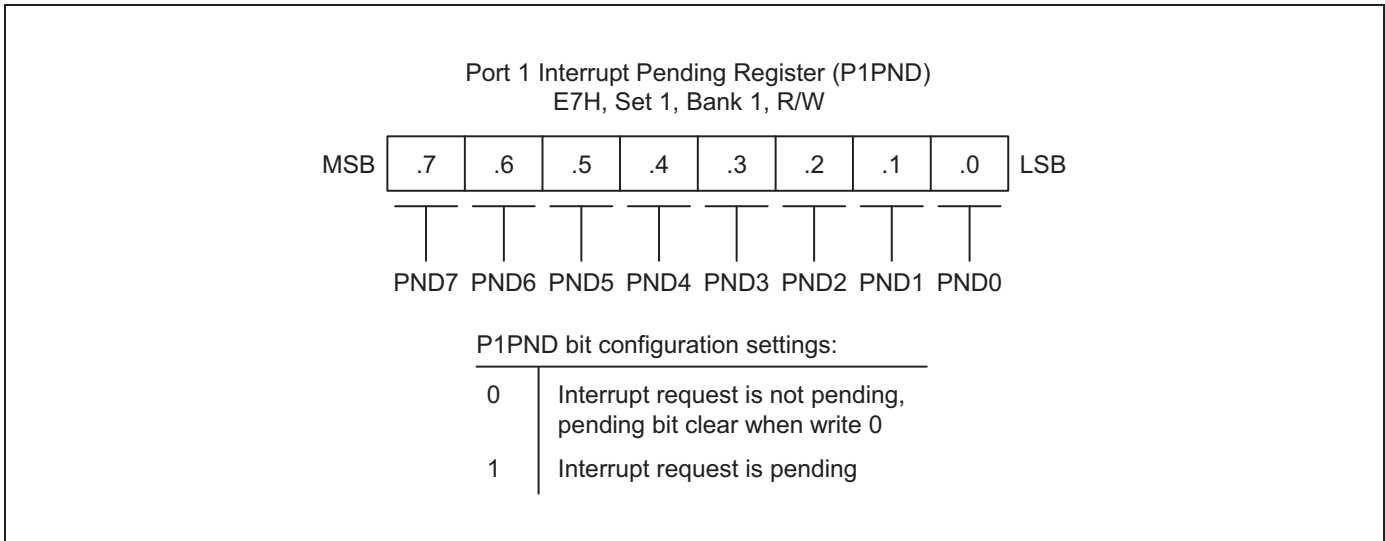 Port 1 Interrupt Pending Register (P1PND)
E7H, Set 1, Bank 1, R/W
MSB .7 .6 .5 .4 .3 .2 .1 .0 LSB
PND7 PND6 PND5 PND4 PND3 PND2 PND1 PND0
P1PND bit configuration settings:
0 Interrupt request is not pending,
pending bit clear when write 0
1 Interrupt request is pending